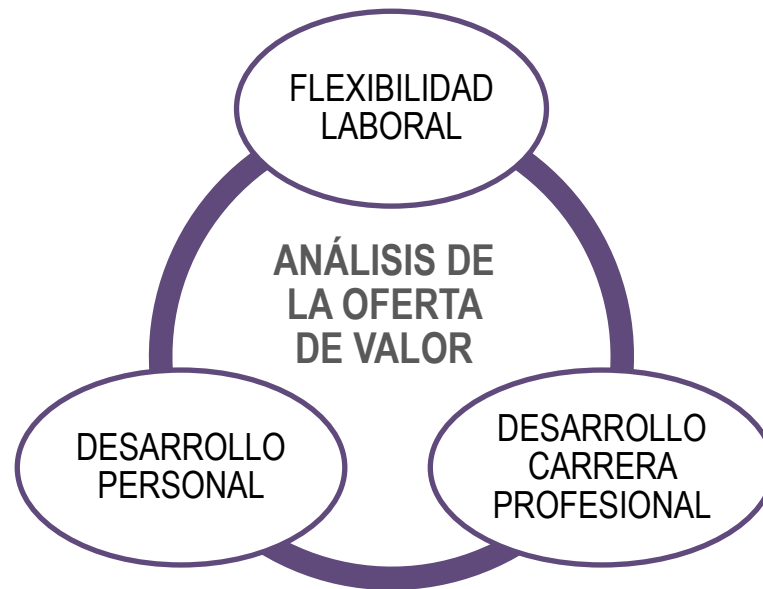 FLEXIBILIDAD
LABORAL
ANÁLISIS DE
LA OFERTA
DE VALOR
DESARROLLO
PERSONAL
DESARROLLO
CARRERA
PROFESIONAL